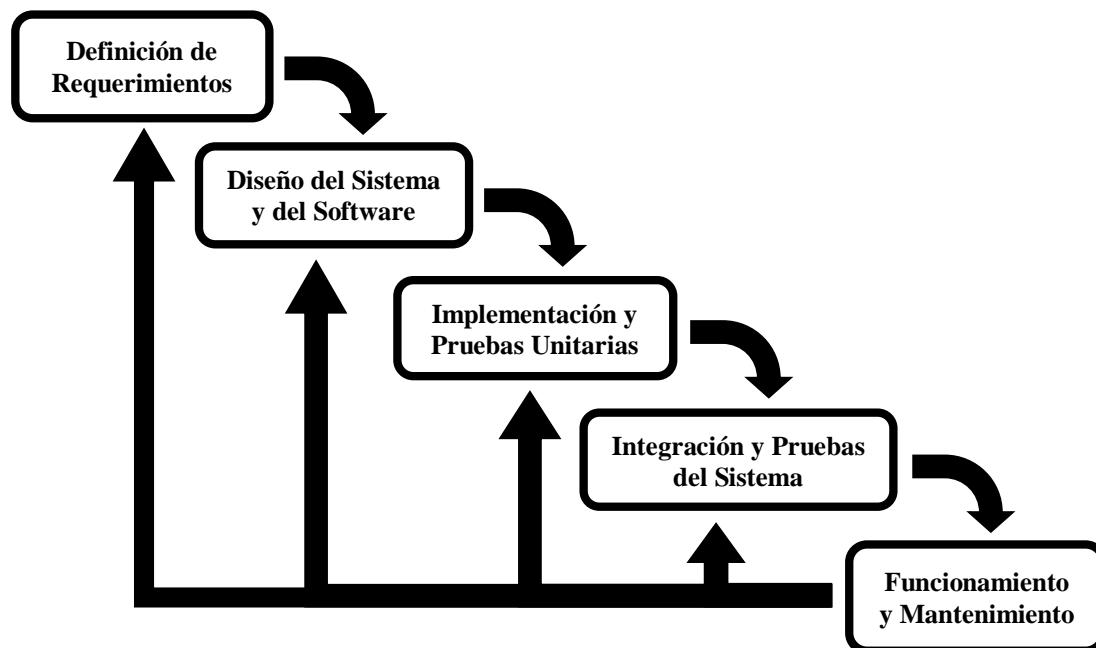 Definición de
Requerimientos
Diseño del Sistema
y del Software
Implementación y
Pruebas Unitarias
Integración y Pruebas
del Sistema
Funcionamiento
y Mantenimiento